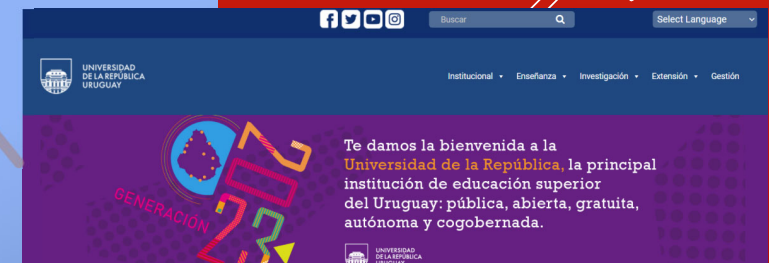 Buscar
Select Language
UNIVERSIDAD
DE LA REPÚBLICA
URUGUAY
Institucional
Enseñanza
Investigación
Extensión
Gestión
GENERACIÓN
2023
Te damos la bienvenida a la
Universidad de la República, la principal
institución de educación superior
del Uruguay: pública, abierta, gratuita,
autónoma y cogobernada.
UNIVERSIDAD
DE LA REPÚBLICA
URUGUAY